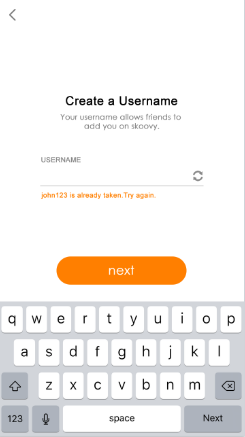 Create a Username
Your username allows friends to
add you on skoovy.
USERNAME
john123 is already taken.Try again.
next
q w e r t y u i o p
a s d f g h j k l
z x c v b n m
123 space Next